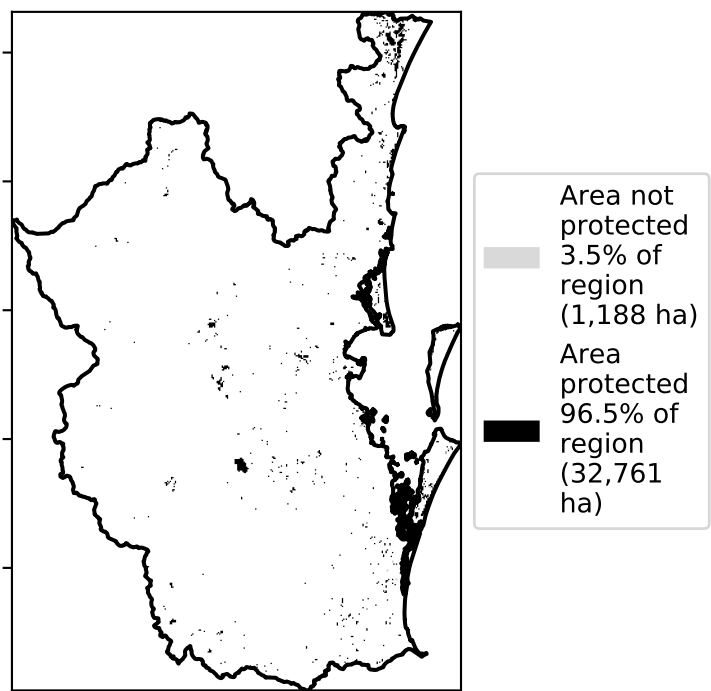 Area not
protected
3.5% of
region
(1,188 ha)
Area
protected
96.5% of
region
(32,761
ha)